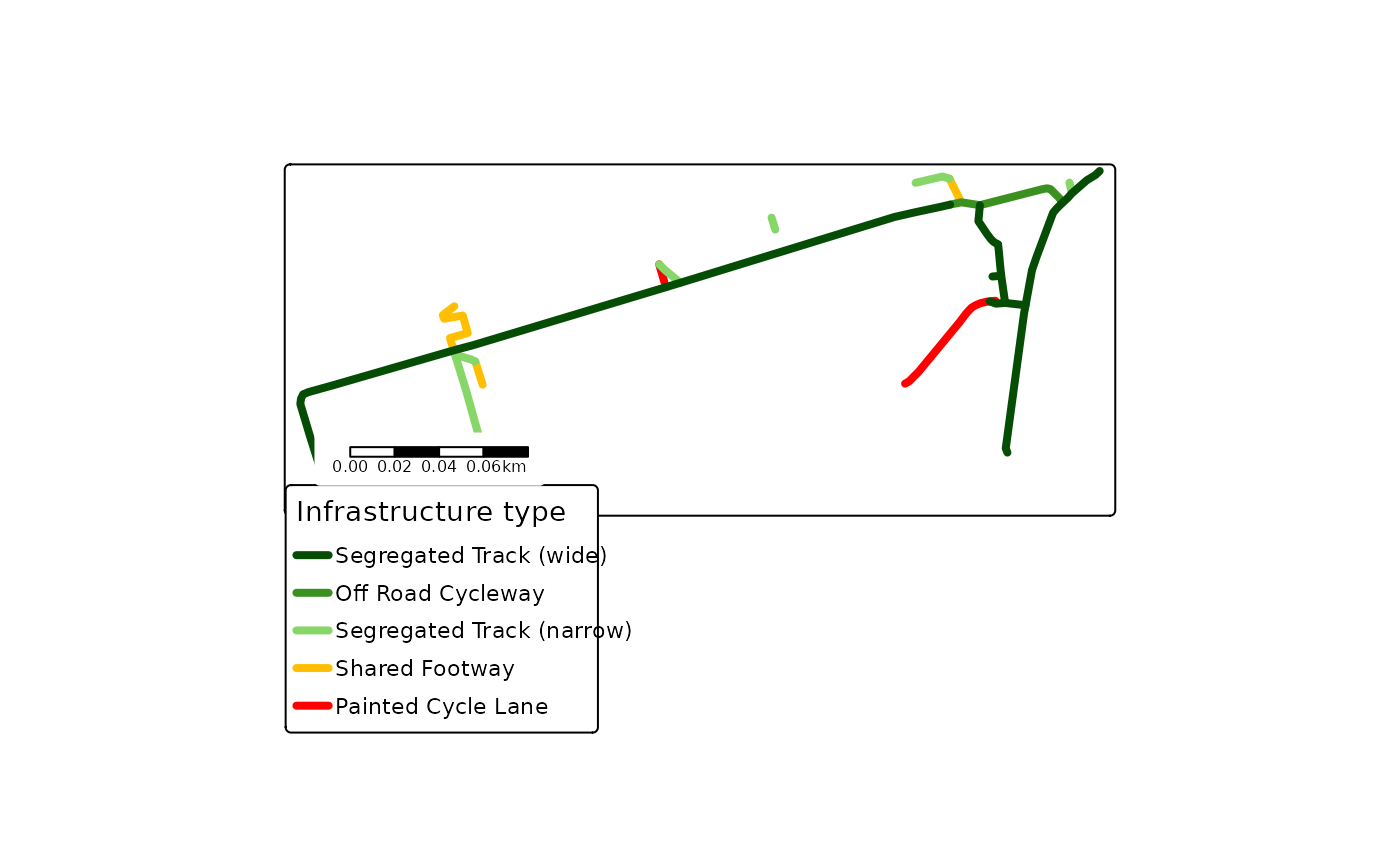 0.00 0.02 0.04 0.06km
Infrastructure type
Segregated Track (wide)
Off Road Cycleway
Segregated Track (narrow)
Shared Footway
Painted Cycle Lane